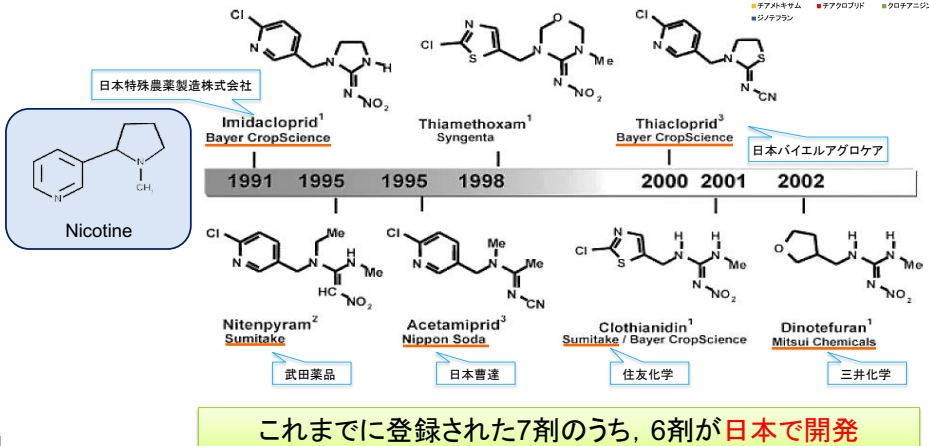 チアメトキサム チアクロプリド クロチアニジン
ジノテフラン
Cl
N
N
N
H
N
NO2
日本特殊農薬製造株式会社
Imidacloprid1
Bayer CropScience
Cl
N
S
O
N
N
Me
N
NO2
Thiamethoxam1
Syngenta
Cl
N
N
S
N
CN
Thiacloprid3
Bayer CropScience
日本バイエルアグロケア
N
N
CH3
Nicotine
1991 1995 1995 1998 2000 2001 2002
Cl
N
N
Me
H
N
Me
HC
NO2
Nitenpyram2
Sumitake
武田薬品
Cl
N
Me
N
Me
N
CN
Acetamiprid3
Nippon Soda
日本曹達
Cl
N
S
H
N
H
N
Me
N
NO2
Clothianidin1
Sumitake / Bayer CropScience
住友化学
O
H
N
H
N
Me
N
NO2
Dinotefuran1
Mitsui Chemicals
三井化学
これまでに登録された7剤のうち，6剤が日本で開発